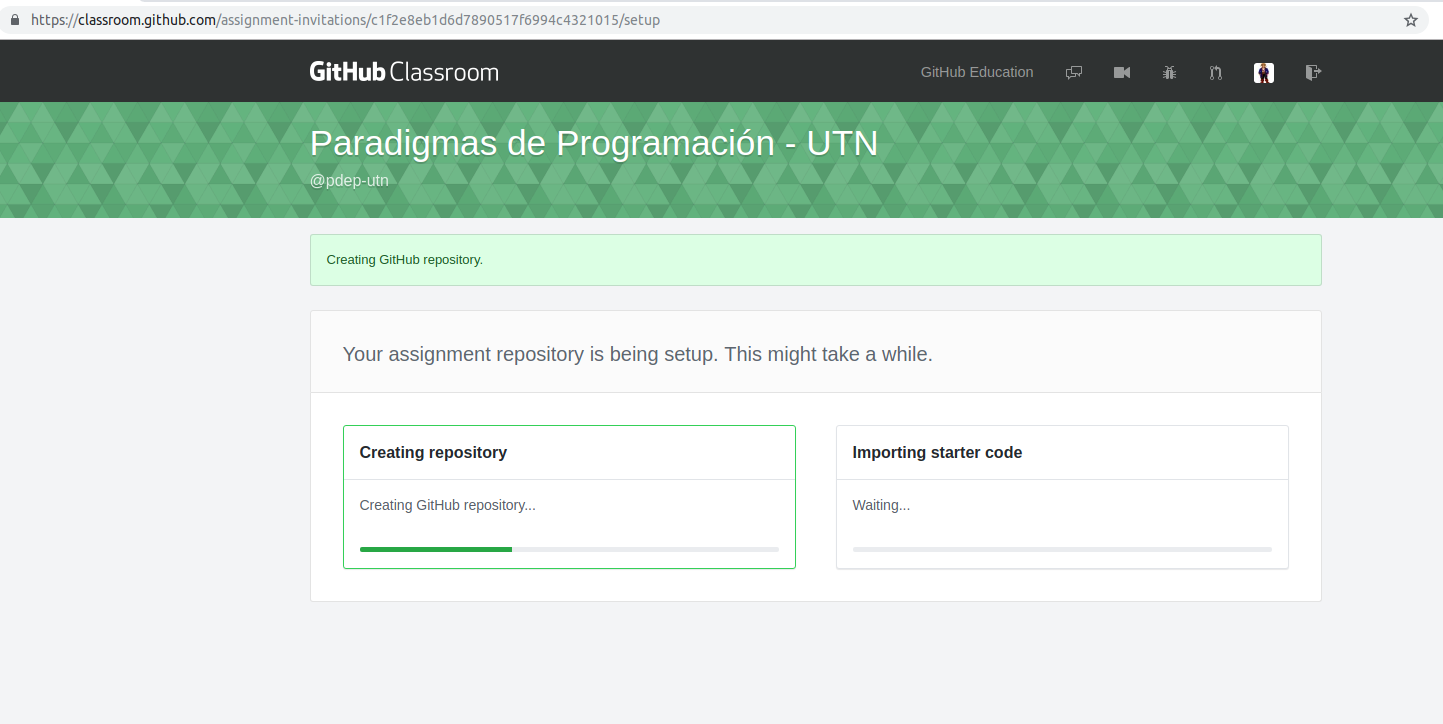 https://classroom.github.com/assignment-invitations/c1f2e8eb1d6d7890517f6994c4321015/setup
GitHub Classroom
GitHub Education
Paradigmas de Programación - UTN
@pdep-utn
Creating GitHub repository.
Your assignment repository is being setup. This might take a while.
Creating repository
Creating GitHub repository...
Importing starter code
Waiting...